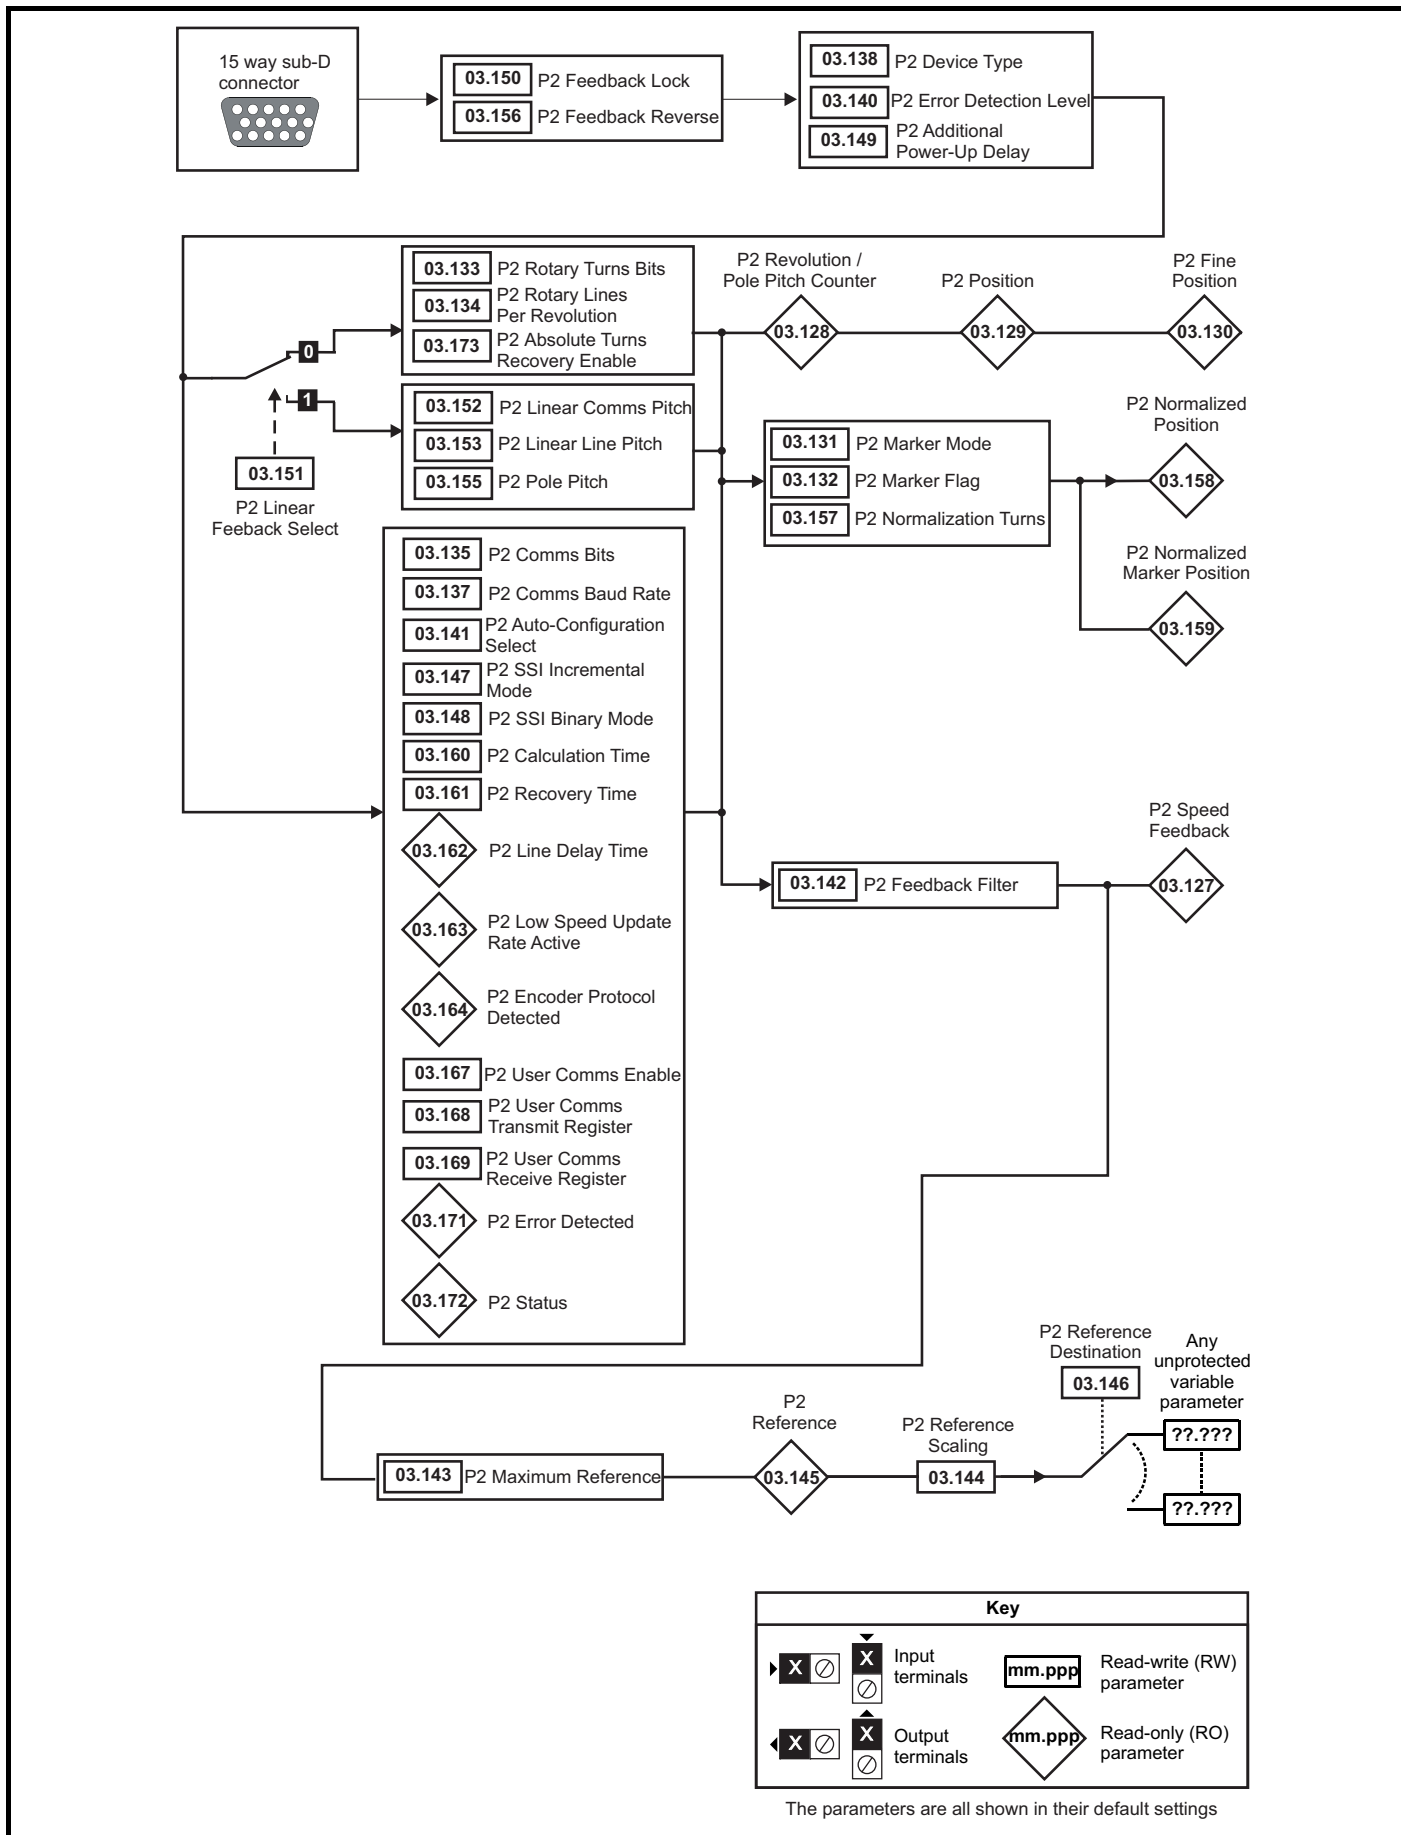 15 way sub-D
connector
03.150 P2 Feedback Lock
03.156 P2 Feedback Reverse
03.138 P2 Device Type
03.140 P2 Error Detection Level
03.149 P2 Additional
Power-Up Delay
0
1
03.151
P2 Linear
Feeback Select
03.133 P2 Rotary Turns Bits
03.134 P2 Rotary Lines
Per Revolution
03.173 P2 Absolute Turns
Recovery Enable
03.152 P2 Linear Comms Pitch
03.153 P2 Linear Line Pitch
03.155 P2 Pole Pitch
P2 Revolution /
Pole Pitch Counter
03.128
P2 Position
03.129
P2 Fine
Position
03.130
03.131 P2 Marker Mode
03.132 P2 Marker Flag
03.157 P2 Normalization Turns
P2 Normalized
Position
03.158
P2 Normalized
Marker Position
03.159
03.135 P2 Comms Bits
03.137 P2 Comms Baud Rate
03.141 P2 Auto-Configuration
Select
03.147 P2 SSI Incremental
Mode
03.148 P2 SSI Binary Mode
03.160 P2 Calculation Time
03.161 P2 Recovery Time
03.162 P2 Line Delay Time
03.163 P2 Low Speed Update
Rate Active
03.164 P2 Encoder Protocol
Detected
03.167 P2 User Comms Enable
03.168 P2 User Comms
Transmit Register
03.169 P2 User Comms
Receive Register
03.171 P2 Error Detected
03.172 P2 Status
03.142 P2 Feedback Filter
P2 Speed
Feedback
03.127
03.143 P2 Maximum Reference
P2
Reference
03.145
P2 Reference
Scaling
03.144
P2 Reference
Destination
03.146
Any
unprotected
variable
parameter
??.???
??.???
Key
X X Input
terminals
mm.ppp Read-write (RW)
parameter
X X Output
terminals
mm.ppp Read-only (RO)
parameter
The parameters are all shown in their default settings